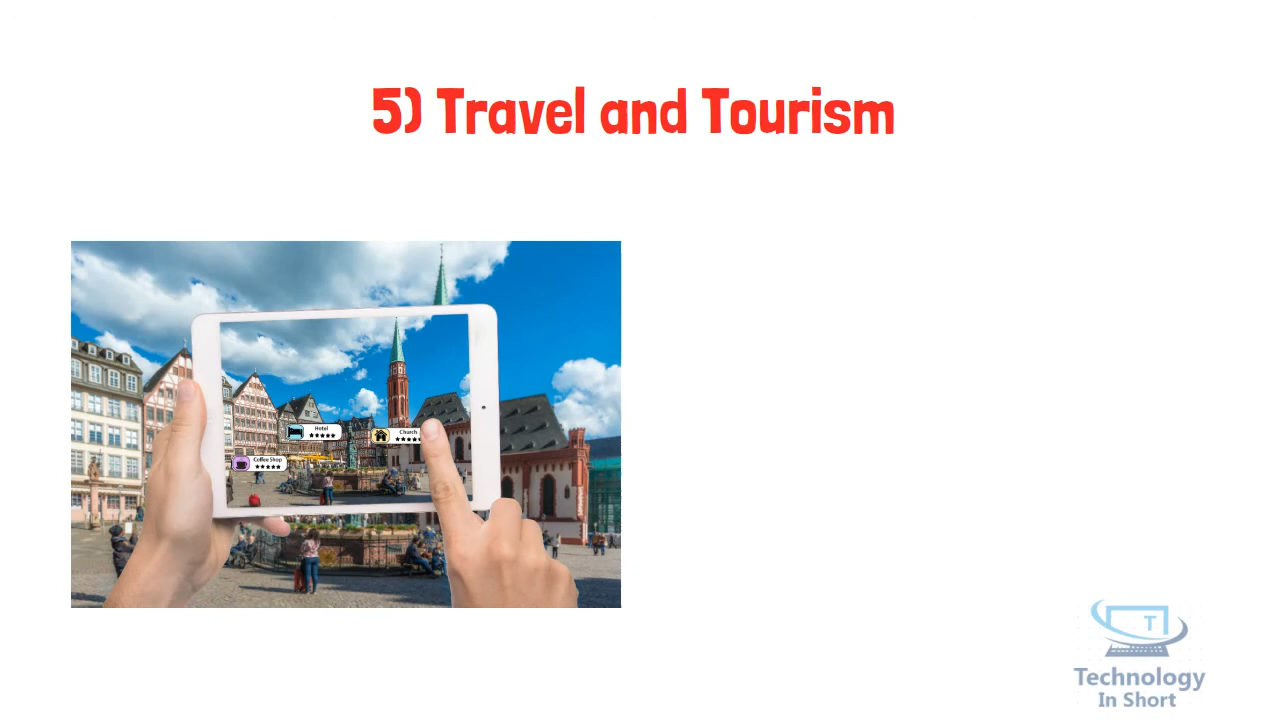 5) Travel and Tourism
Hotel
★★★★★
Church
★★★★★
Coffee Shop
★★★★★
T
Technology
In Short